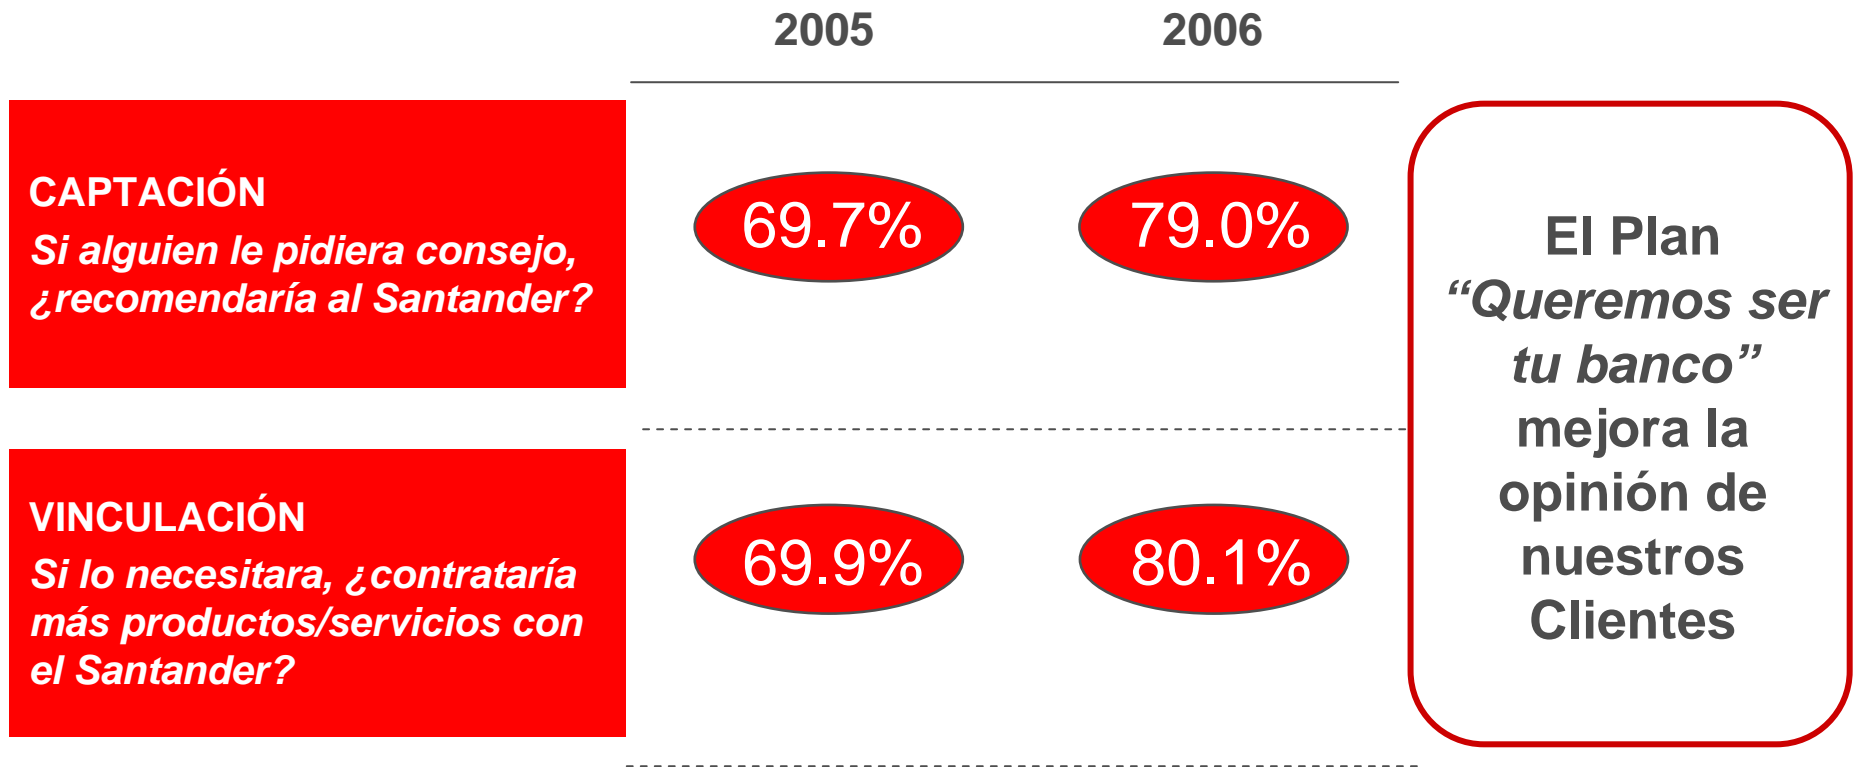 2005 2006
CAPTACIÓN
Si alguien le pidiera consejo,
¿recomendaría al Santander?
69.7% 79.0%
VINCULACIÓN
Si lo necesitara, ¿contrataría
más productos/servicios con
el Santander?
69.9% 80.1%
El Plan
“Queremos ser
tu banco”
mejora la
opinión de
nuestros
Clientes